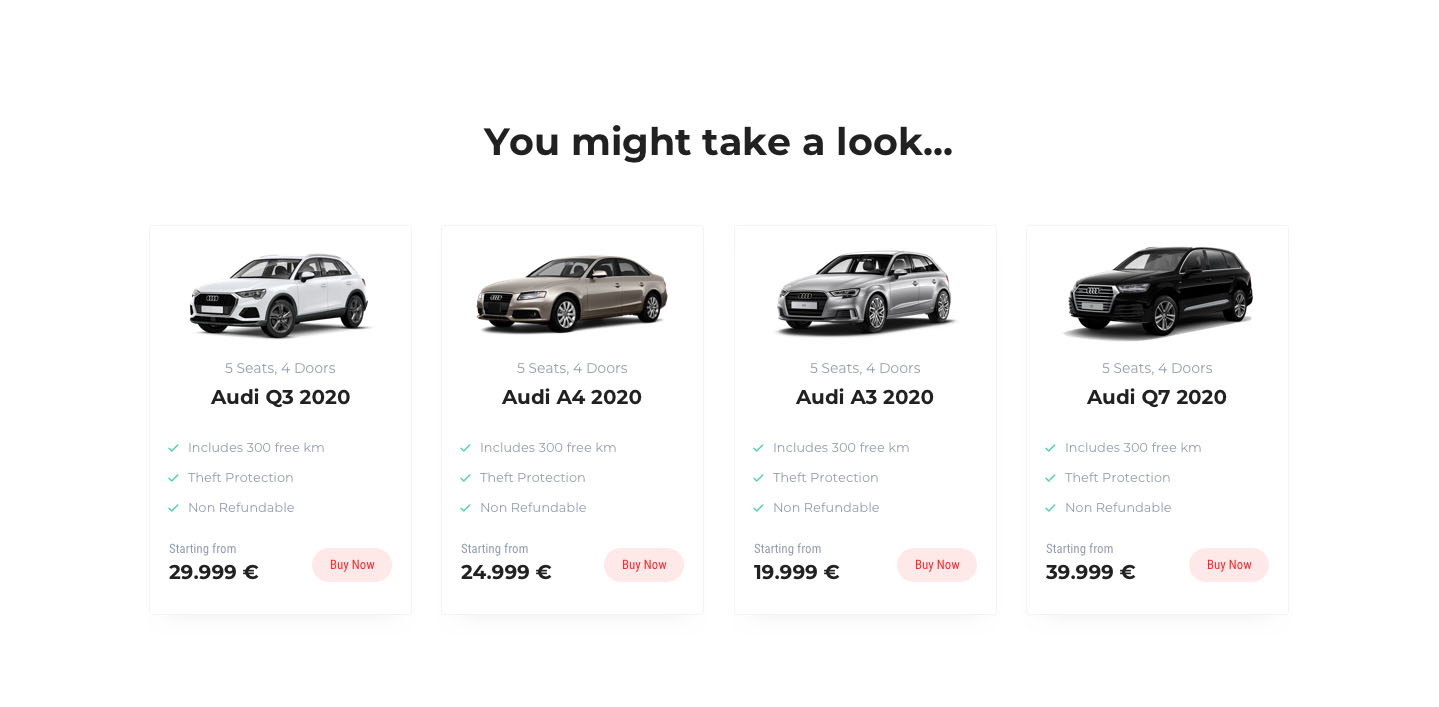 You might take a look...
5 Seats, 4 Doors
Audi Q3 2020
Includes 300 free km
Theft Protection
Non Refundable
Starting from
29.999 €
Buy Now
5 Seats, 4 Doors
Audi A4 2020
Includes 300 free km
Theft Protection
Non Refundable
Starting from
24.999 €
Buy Now
5 Seats, 4 Doors
Audi A3 2020
Includes 300 free km
Theft Protection
Non Refundable
Starting from
19.999 €
Buy Now
5 Seats, 4 Doors
Audi Q7 2020
Includes 300 free km
Theft Protection
Non Refundable
Starting from
39.999 €
Buy Now